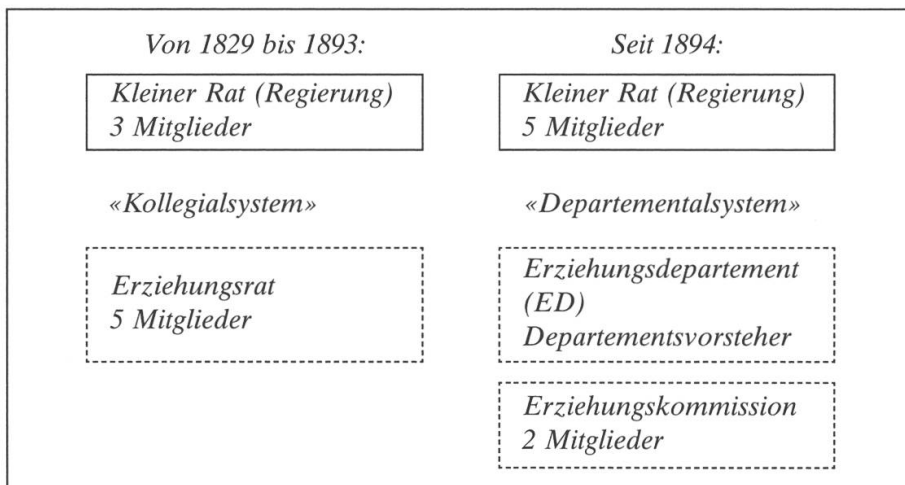 Von 1829 bis 1893:
Kleiner Rat (Regierung)
3 Mitglieder
«Kollegialsystem»
Erziehungsrat
5 Mitglieder
Seit 1894:
Kleiner Rat (Regierung)
5 Mitglieder
«Departementalsystem»
Erziehungsdepartement
(ED)
Departementsvorsteher
Erziehungskommission
2 Mitglieder